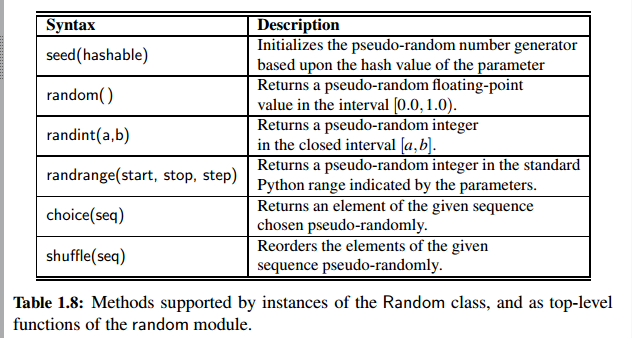 Syntax Description
seed(hashable) Initializes the pseudo-random number generator
based upon the hash value of the parameter
random( ) Returns a pseudo-random floating-point
value in the interval [0.0, 1.0).
randint(a,b) Returns a pseudo-random integer
in the closed interval [a,b].
randrange(start, stop, step) Returns a pseudo-random integer in the standard
Python range indicated by the parameters.
choice(seq) Returns an element of the given sequence
chosen pseudo-randomly.
shuffle(seq) Reorders the elements of the given
sequence pseudo-randomly.
Table 1.8: Methods supported by instances of the Random class, and as top-level
functions of the random module.